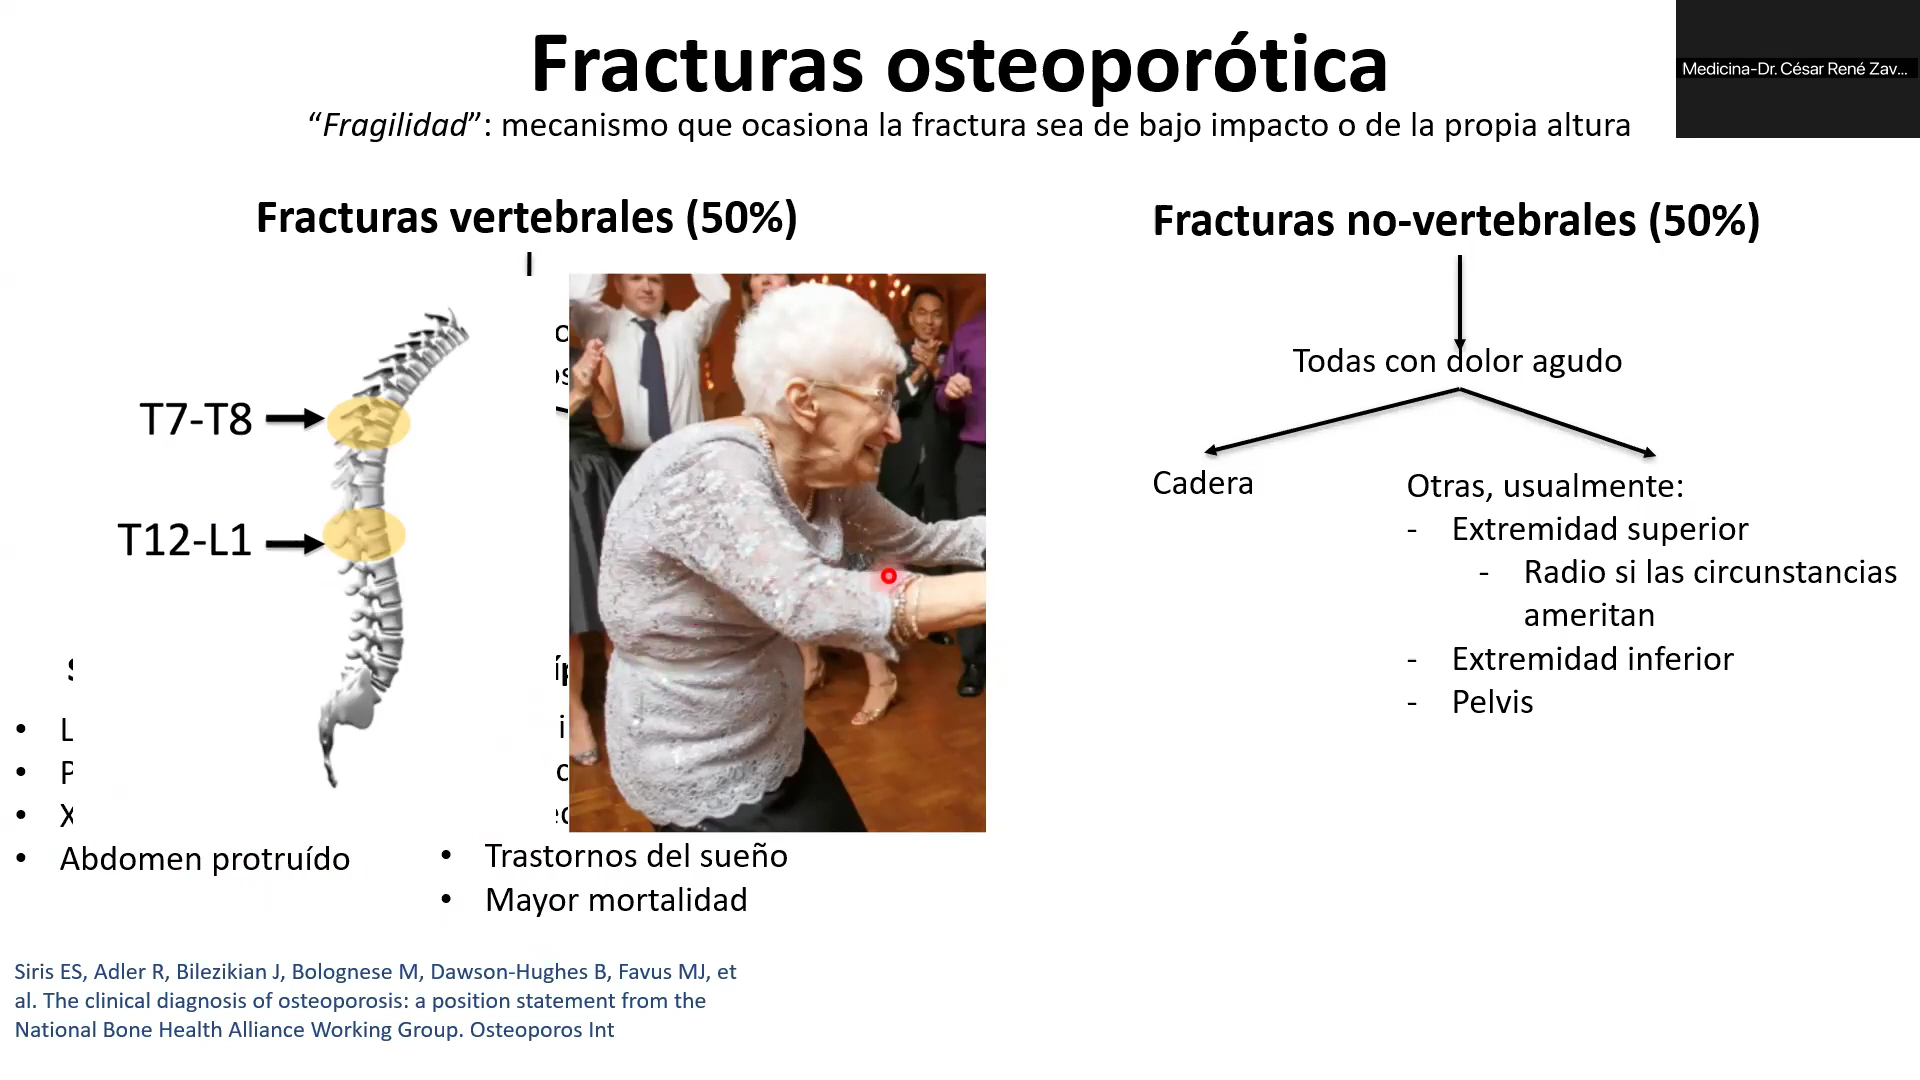 Fracturas osteoporótica
“Fragilidad”: mecanismo que ocasiona la fractura sea de bajo impacto o de la propia altura
Medicina-Dr. César René Zav...
Fracturas vertebrales (50%)
T7-T8
T12-L1
• L
• P
• X
• Abdomen protruído
• Trastornos del sueño
• Mayor mortalidad
Fracturas no-vertebrales (50%)
Todas con dolor agudo
Cadera
Otras, usualmente:
- Extremidad superior
- Radio si las circunstancias
ameritan
- Extremidad inferior
- Pelvis
Siris ES, Adler R, Bilezikian J, Bolognese M, Dawson-Hughes B, Favus MJ, et
al. The clinical diagnosis of osteoporosis: a position statement from the
National Bone Health Alliance Working Group. Osteoporos Int